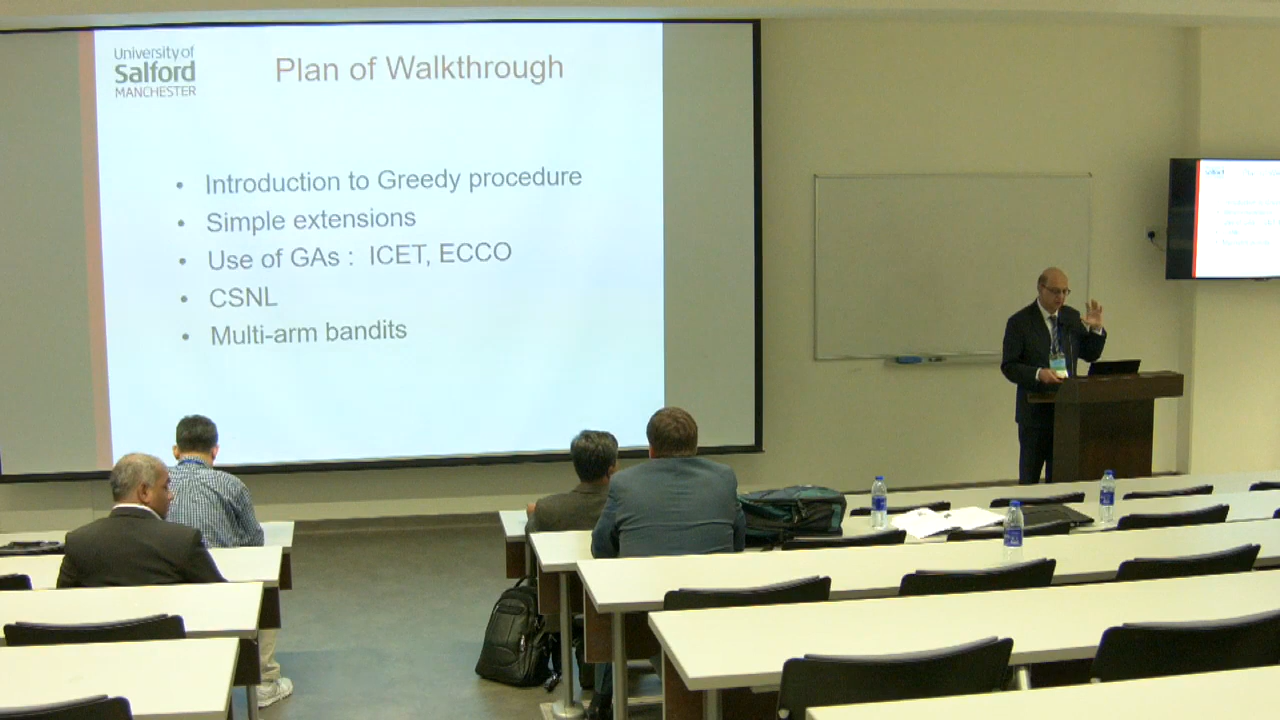 University of
Salford
MANCHESTER
Plan of Walkthrough
• Introduction to Greedy procedure
• Simple extensions
• Use of GAs : ICET, ECCO
• CSNL
• Multi-arm bandits